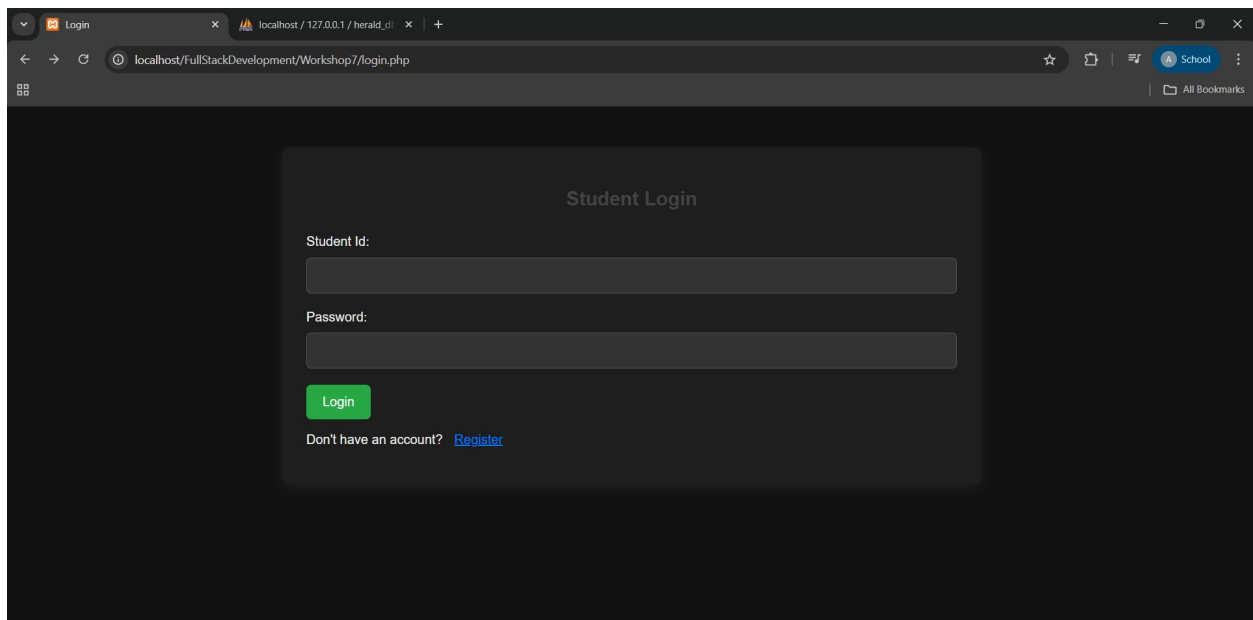 Login
localhost / 127.0.0.1 / herald_d
localhost/FullStackDevelopment/Workshop7/login.php
A School
All Bookmarks
Student Login
Student Id:
Password:
Login
Don't have an account? Register